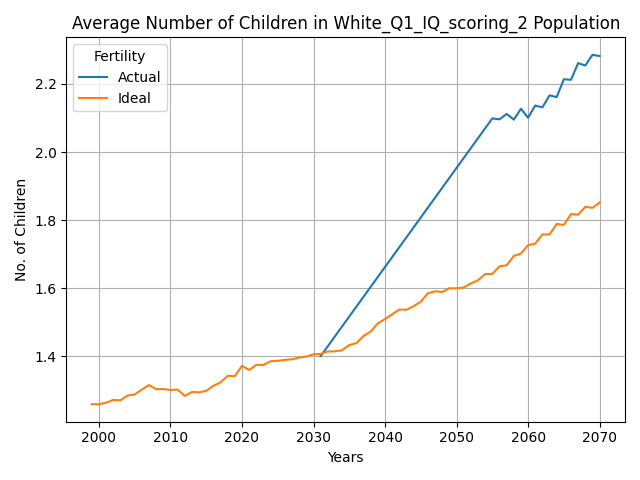 Average Number of Children in White_Q1_IQ_scoring_2 Population
Fertility
Actual
Ideal
No. of Children
2.2
2.0
1.8
1.6
1.4
2000 2010 2020 2030 2040 2050 2060 2070
Years